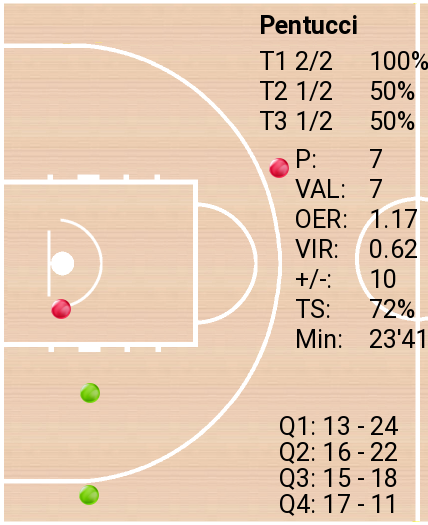 Pentucci
T1 2/2 100%
T2 1/2 50%
T3 1/2 50%
P: 7
VAL: 7
OER: 1.17
VIR: 0.62
+/-: 10
TS: 72%
Min: 23'41
Q1: 13 - 24
Q2: 16 - 22
Q3: 15 - 18
Q4: 17 - 11